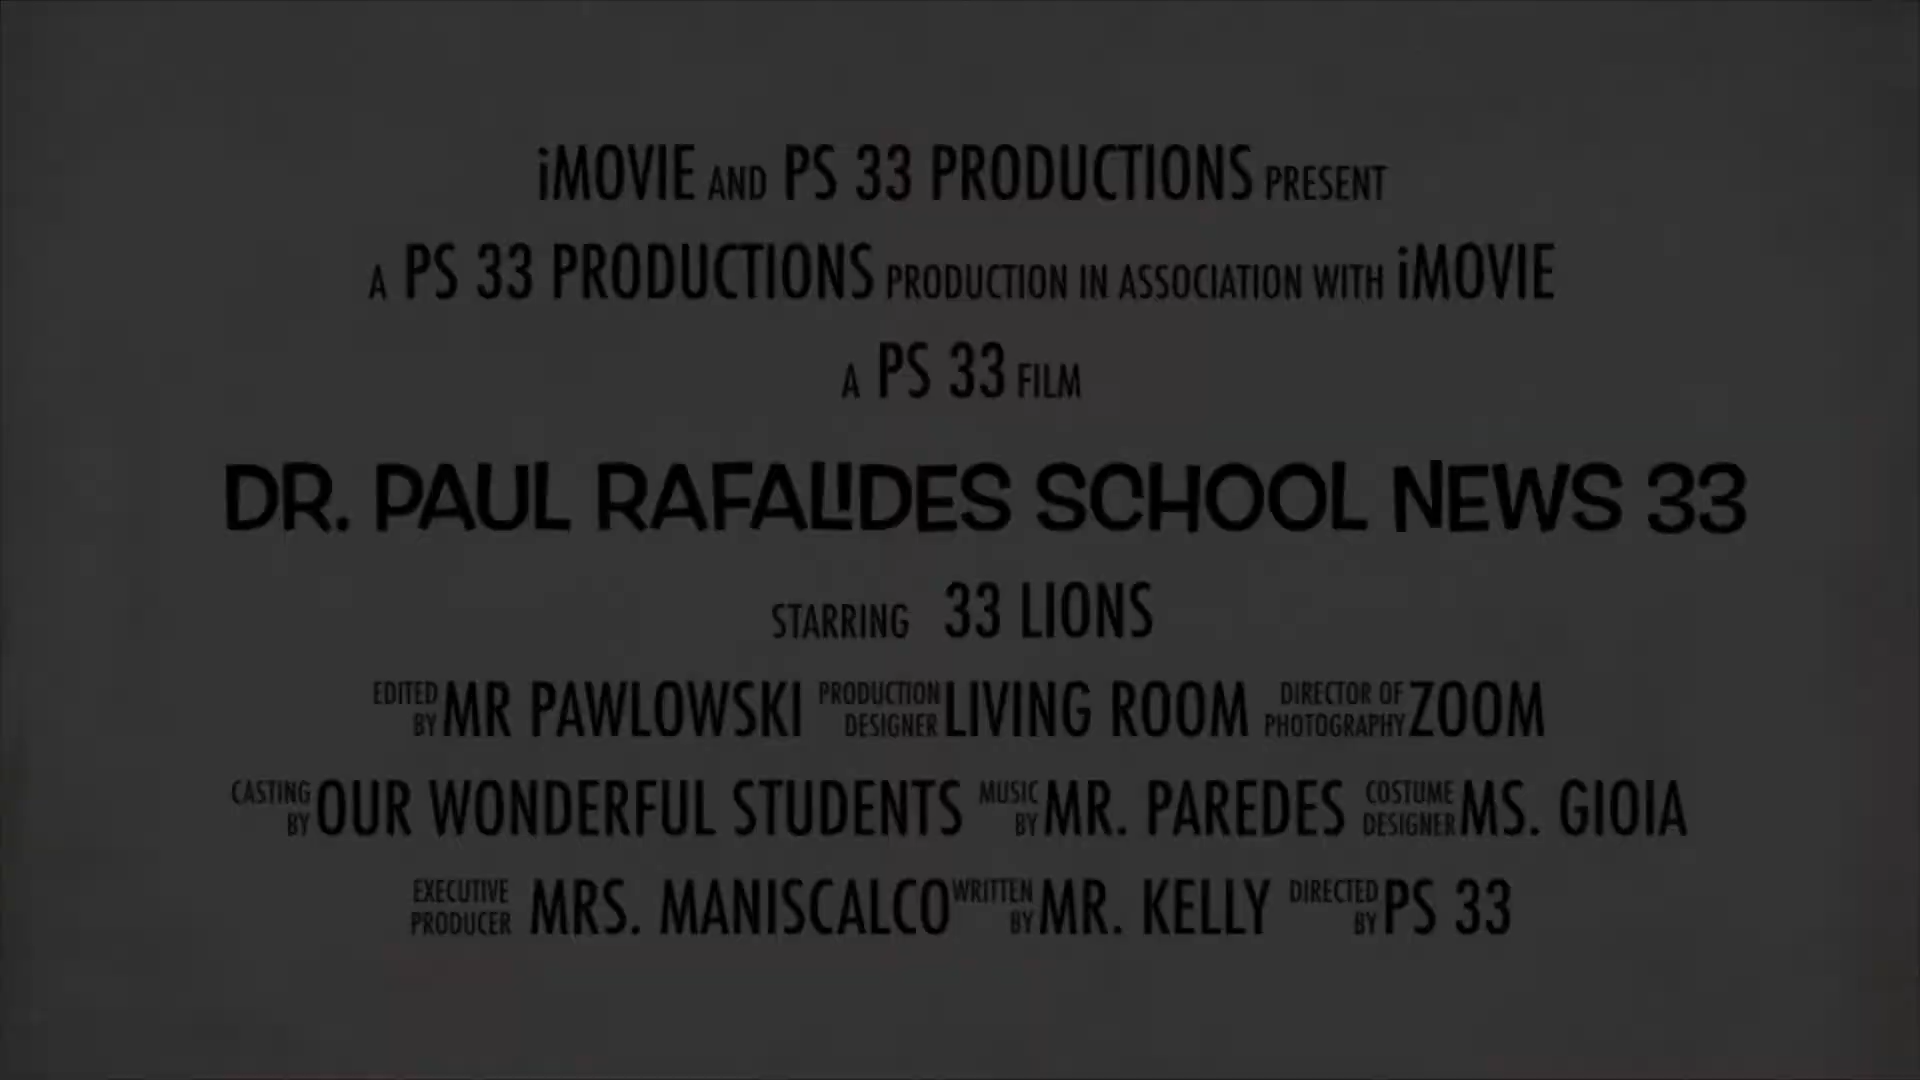 iMOVIE AND PS 33 PRODUCTIONS PRESENT
A PS 33 PRODUCTIONS PRODUCTION IN ASSOCIATION WITH iMOVIE
A PS 33 FILM
DR. PAUL RAFALIDES SCHOOL NEWS 33
STARRING 33 LIONS
EDITED BY MR PAWLOWSKI PRODUCTION DESIGNER LIVING ROOM DIRECTOR OF PHOTOGRAPHY ZOOM
CASTING BY OUR WONDERFUL STUDENTS MUSIC BY MR. PAREDES COSTUME DESIGNER MS. GIOIA
EXECUTIVE PRODUCER MRS. MANISCALCO WRITTEN BY MR. KELLY DIRECTED BY PS 33